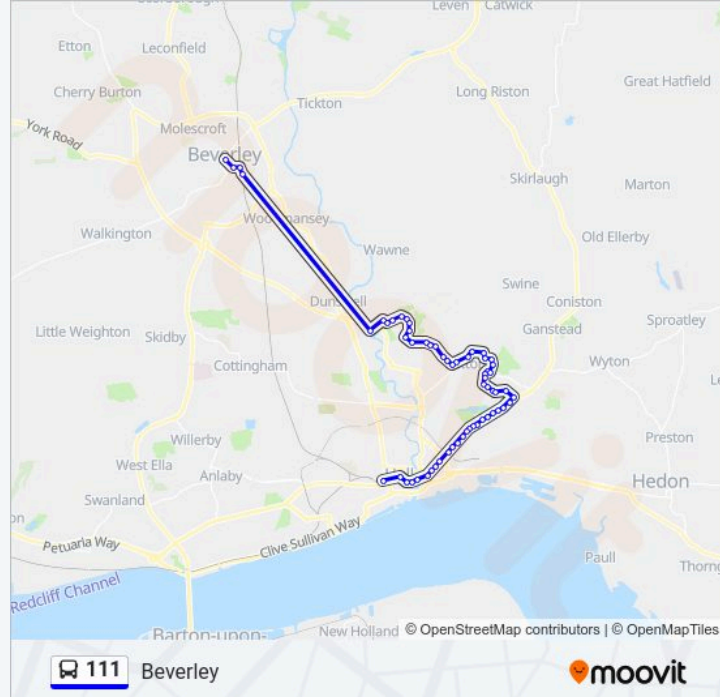 Leven
Catwick
Etton
Leconfield
Cherry Burton
Great Hatfield
Long Riston
Tickton
York Road
Molescroft
Beverley
Skirlaugh
Marton
Walkington
Old Ellerby
Wawne
Swine
Coniston
Little Weighton
Skidby
Ganstead
Sproatley
Cottingham
Wyton
Willerby
Preston
West Ella
Anlaby
Hedon
Swanland
Petuaria Way
Clive Sullivan Way
Paull
Redcliff Channel
New Holland
Barton-upon-
© OpenStreetMap contributors | © OpenMapTiles
111 Beverley
moovit